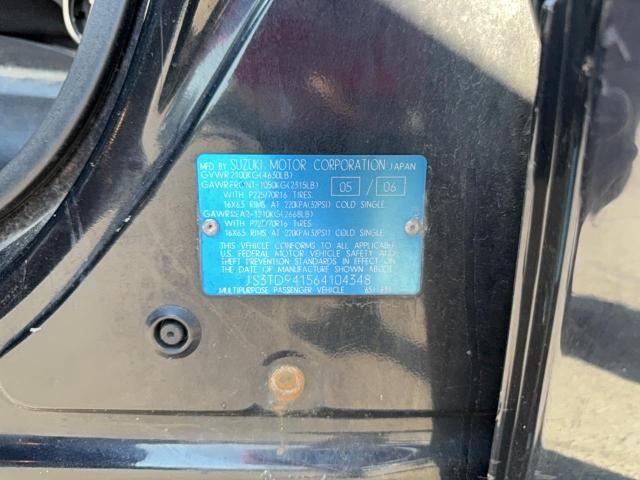 MFD BY SUZUKI MOTOR CORPORATION JAPAN
GVWR 2100KG(4630LB)
GAWR FRONT-1050KG(2315LB) 05 / 06
WITH P225/70R16 TIRES
16X6.5 RIMS AT 220KPA(32PSI) COLD SINGLE
GAWR REAR-1210KG(2668LB)
WITH P225/70R16 TIRES
16X6.5 RIMS AT 220KPA(32PSI) COLD SINGLE
THIS VEHICLE CONFORMS TO ALL APPLICABLE
U.S. FEDERAL MOTOR VEHICLE SAFETY AND
THEFT PREVENTION STANDARDS IN EFFECT ON
THE DATE OF MANUFACTURE SHOWN ABOVE
JS3TD941564104348
MULTIPURPOSE PASSENGER VEHICLE